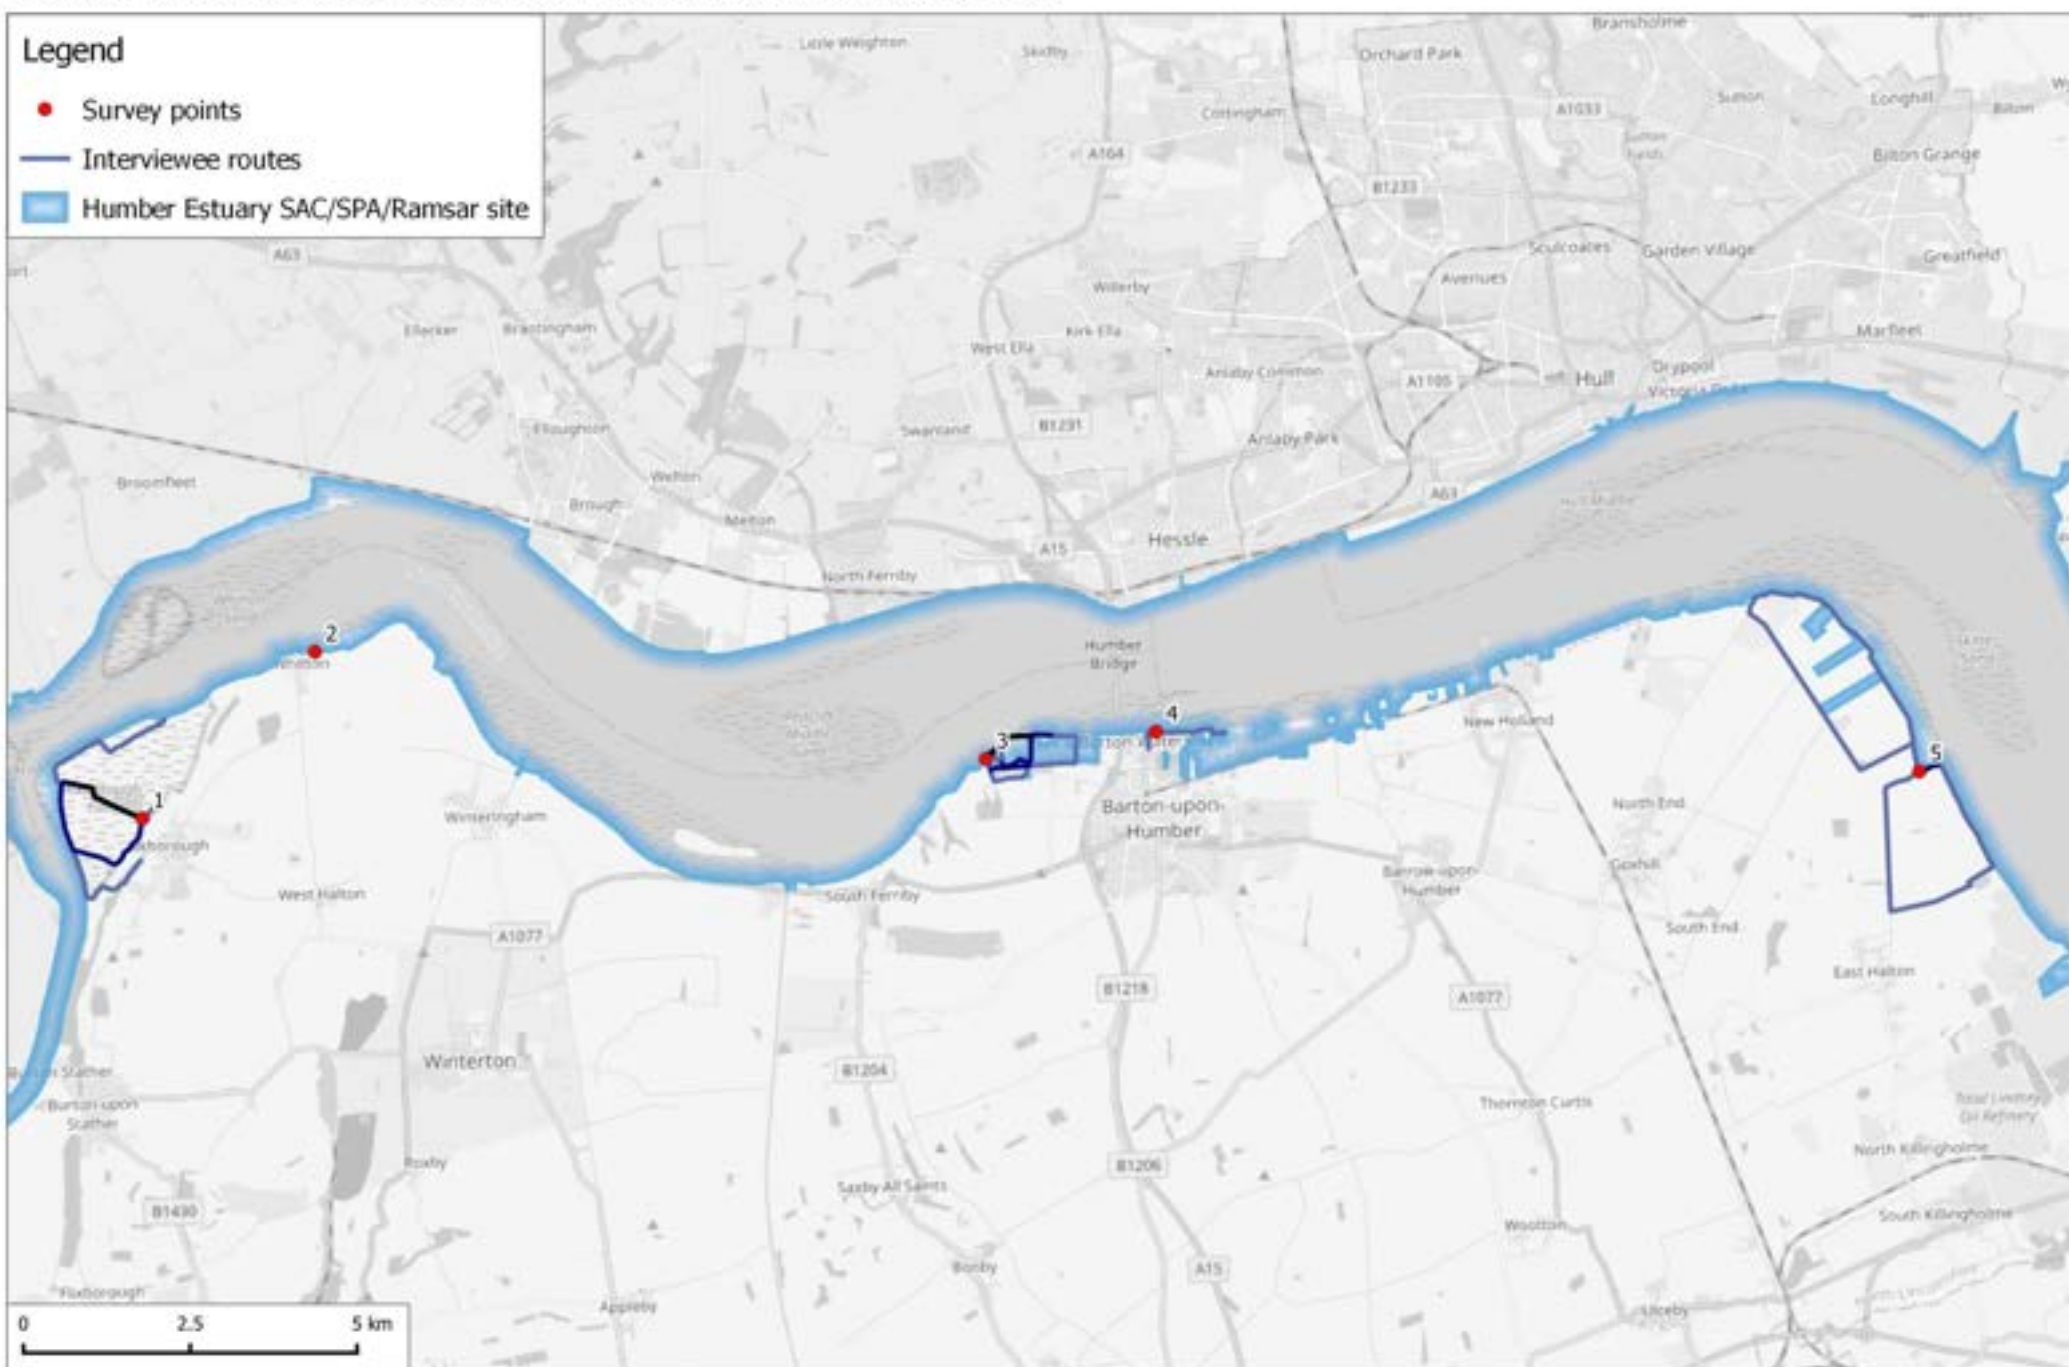 Legend
Survey points
Interviewee routes
Humber Estuary SAC/SPA/Ramsar site
Little Weighton
Skidby
Orchard Park
Bransholme
Cottingham
A1033
Sutton
Longhill
Bilton
A164
Sutton
Fields
Bilton Grange
B1233
A63
Sculcoates
Garden Village
Greatfield
Avenues
Willerby
Ellerker
Brantingham
Kirk Ella
West Ella
Marfleet
Anlaby Common
A1105
Hull
Drypool
Elloughton
Swanland
B1231
Anlaby Park
Broomfleet
Welton
Brough
Melton
A63
Hessle
A15
North Ferriby
2
Humber
Bridge
4
3
New Holland
5
1
Winteringham
Barton-upon-
Humber
North End
Goxhill
West Halton
South Ferriby
Barrow-upon-
Humber
A1077
South End
East Halton
B1218
A1077
Winterton
B1204
Burton-upon
Stather
Thornton Curtis
Total Lindsey
Oil Refinery
Roxby
B1206
North Killingholme
Saxby All Saints
B1430
South Killingholme
Wootton
Bonby
A15
Flixborough
Appleby
Ulceby
0 2.5 5 km